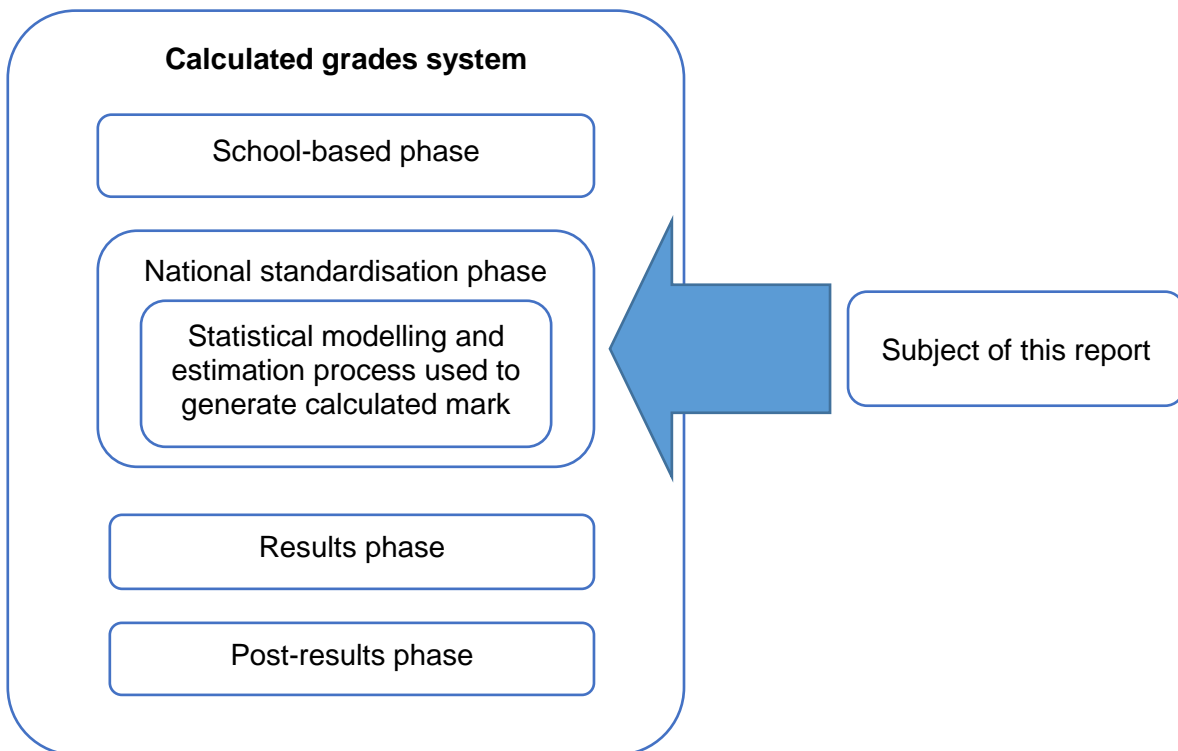 Calculated grades system
School-based phase
National standardisation phase
Statistical modelling and
estimation process used to
generate calculated mark
Subject of this report
Results phase
Post-results phase